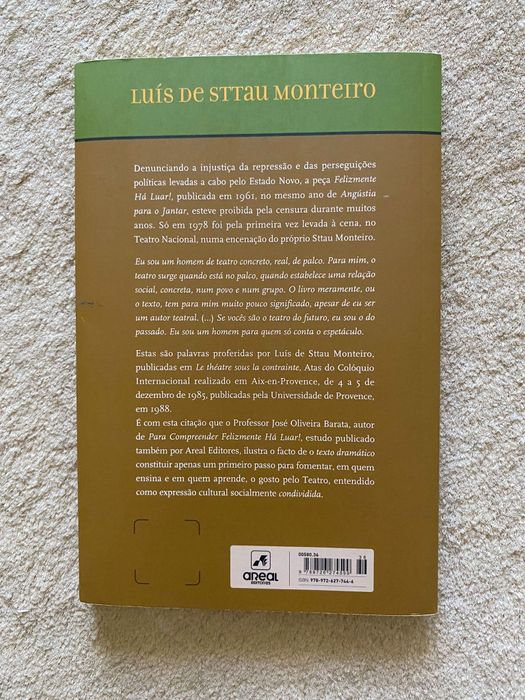 Luís de Sttau Monteiro
Denunciando a injustiça da repressão e das perseguições
políticas levadas a cabo pelo Estado Novo, a peça Felizmente
Há Luar!, publicada em 1961, no mesmo ano de Angústia
para o Jantar, esteve proibida pela censura durante muitos
anos. Só em 1978 foi pela primeira vez levada à cena, no
Teatro Nacional, numa encenação do próprio Sttau Monteiro.
Eu sou um homem de teatro concreto, real, de palco. Para mim, o
teatro surge quando está no palco, quando estabelece uma relação
social, concreta, num povo e num grupo. O livro meramente, ou
o texto, tem para mim muito pouco significado, apesar de eu ser
um autor teatral. (...) Se vocês são o teatro do futuro, eu sou o do
passado. Eu sou um homem para quem só conta o espetáculo.
Estas são palavras proferidas por Luís de Sttau Monteiro,
publicadas em Le théatre sous la contrainte, Atas do Colóquio
Internacional realizado em Aix-en-Provence, de 4 a 5 de
dezembro de 1985, publicadas pela Universidade de Provence,
em 1988.
É com esta citação que o Professor José Oliveira Barata, autor
de Para Compreender Felizmente Há Luar!, estudo publicado
também por Areal Editores, ilustra o facto de o texto dramático
constituir apenas um primeiro passo para fomentar, em quem
ensina e em quem aprende, o gosto pelo Teatro, entendido
como expressão cultural socialmente condividida.
areal
EDITORES
00580.36
ISBN 978-972-627-744-6